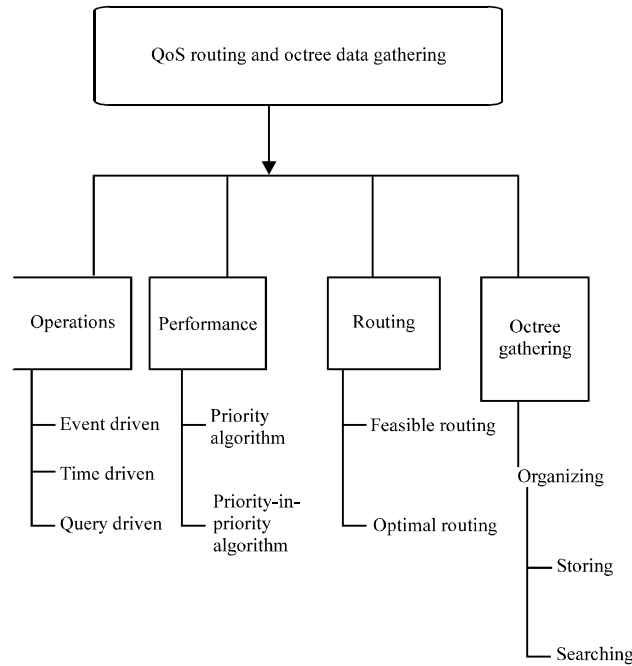 QoS routing and octree data gathering
Operations
Performance
Routing
Octree
gathering
Event driven
Time driven
Query driven
Priority
algorithm
Priority-in-
priority
algorithm
Feasible routing
Optimal routing
Organizing
Storing
Searching